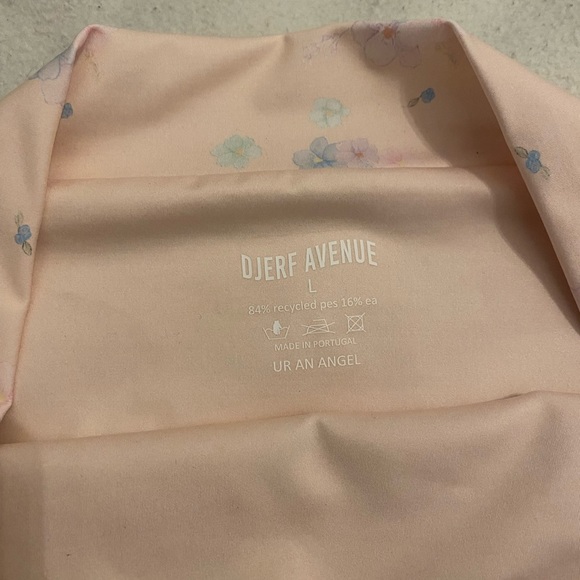 DJERF AVENUE
L
84% recycled pes 16% ea
MADE IN PORTUGAL
UR AN ANGEL